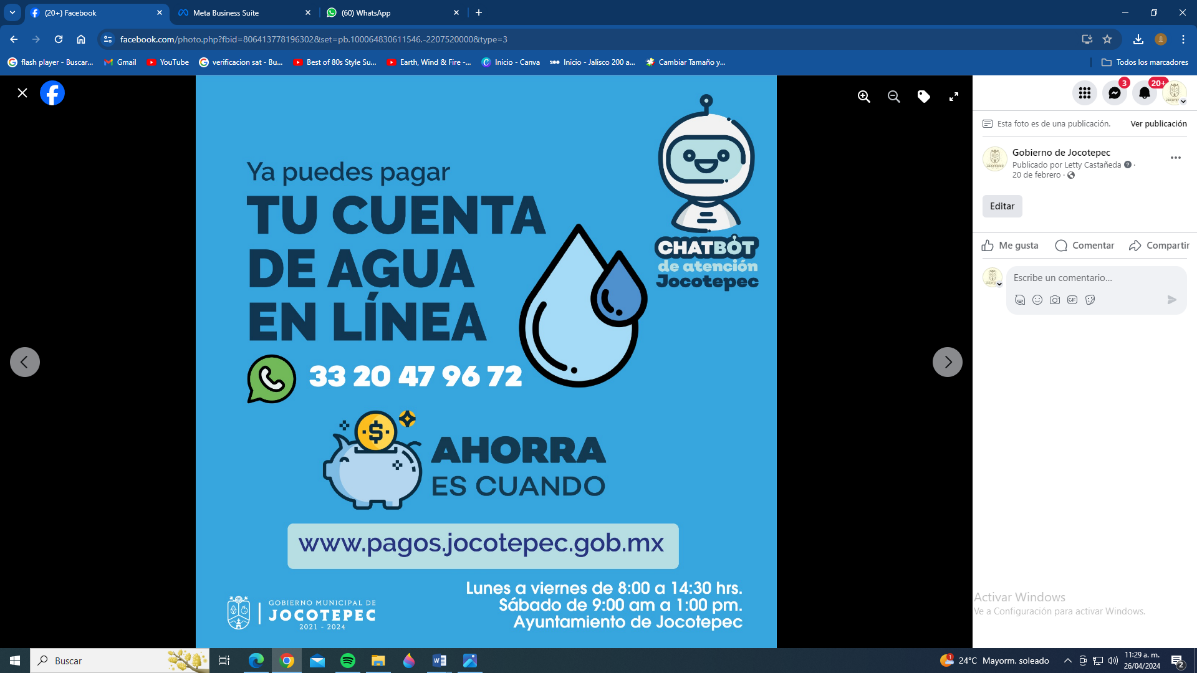 (20+) Facebook
Meta Business Suite
(60) WhatsApp
facebook.com/photo.php?fbid=806413778196302&set=pb.100064830611546.-2207520000&type=3
flash player - Buscar...
Gmail
YouTube
verificacion sat - Bu...
Best of 80s Style Su...
Earth, Wind & Fire -...
Inicio - Canva
Inicio - Jalisco 200 a...
Cambiar Tamaño y...
Todos los marcadores
Ya puedes pagar
TU CUENTA
DE AGUA
EN LÍNEA
33 20 47 96 72
CHATBOT
de atención
Jocotepec
AHORRA
ES CUANDO
www.pagos.jocotepec.gob.mx
Lunes a viernes de 8:00 a 14:30 hrs.
Sábado de 9:00 am a 1:00 pm.
Ayuntamiento de Jocotepec
GOBIERNO MUNICIPAL DE
JOCOTEPEC
2021 - 2024
3
20+
Esta foto es de una publicación.
Ver publicación
Gobierno de Jocotepec
Publicado por Letty Castañeda
20 de febrero
Editar
Me gusta
Comentar
Compartir
Escribe un comentario...
GIF
Activar Windows
Ve a Configuración para activar Windows.
Buscar
24°C Mayorm. soleado
11:29 a. m.
26/04/2024
2